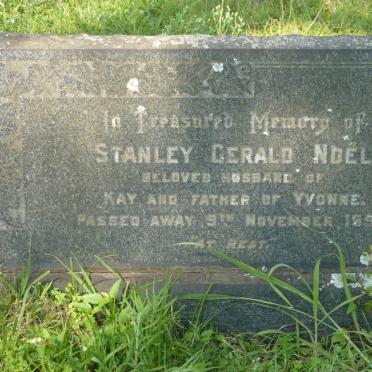 In Treasured Memory of
STANLEY GERALD NOEL
BELOVED HUSBAND OF
KAY AND FATHER OF YVONNE.
PASSED AWAY 9TH NOVEMBER
AT REST